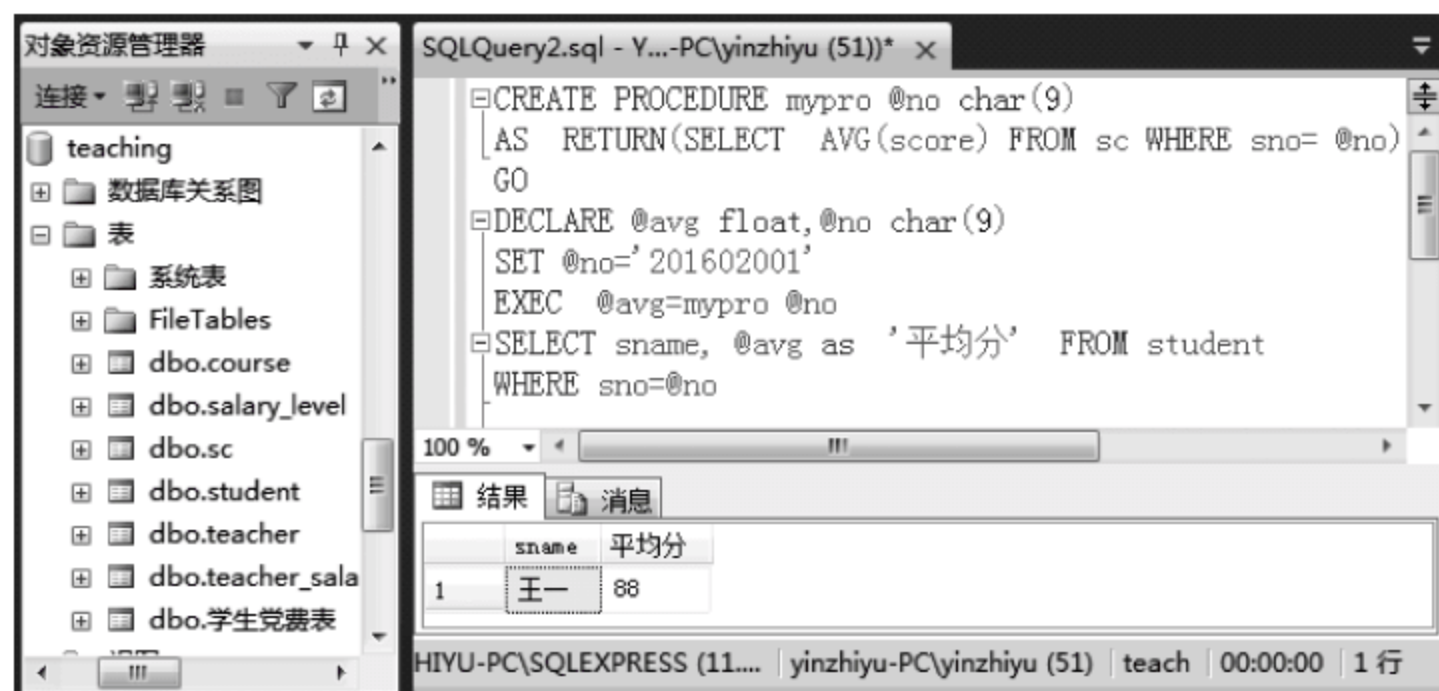 对象资源管理器
连接
teaching
数据库关系图
表
系统表
FileTables
dbo.course
dbo.salary_level
dbo.sc
dbo.student
dbo.teacher
dbo.teacher_sala
dbo.学生党费表
SQLQuery2.sql - Y...-PC\yinzhiyu (51))*
CREATE PROCEDURE mypro @no char(9)
AS RETURN(SELECT AVG(score) FROM sc WHERE sno= @no)
GO
DECLARE @avg float,@no char(9)
SET @no='201602001'
EXEC @avg=mypro @no
SELECT sname, @avg as '平均分' FROM student
WHERE sno=@no
100 %
结果 消息
sname 平均分
1 王一 88
HIYU-PC\SQLEXPRESS (11.... yinzhiyu-PC\yinzhiyu (51) teach 00:00:00 1 行